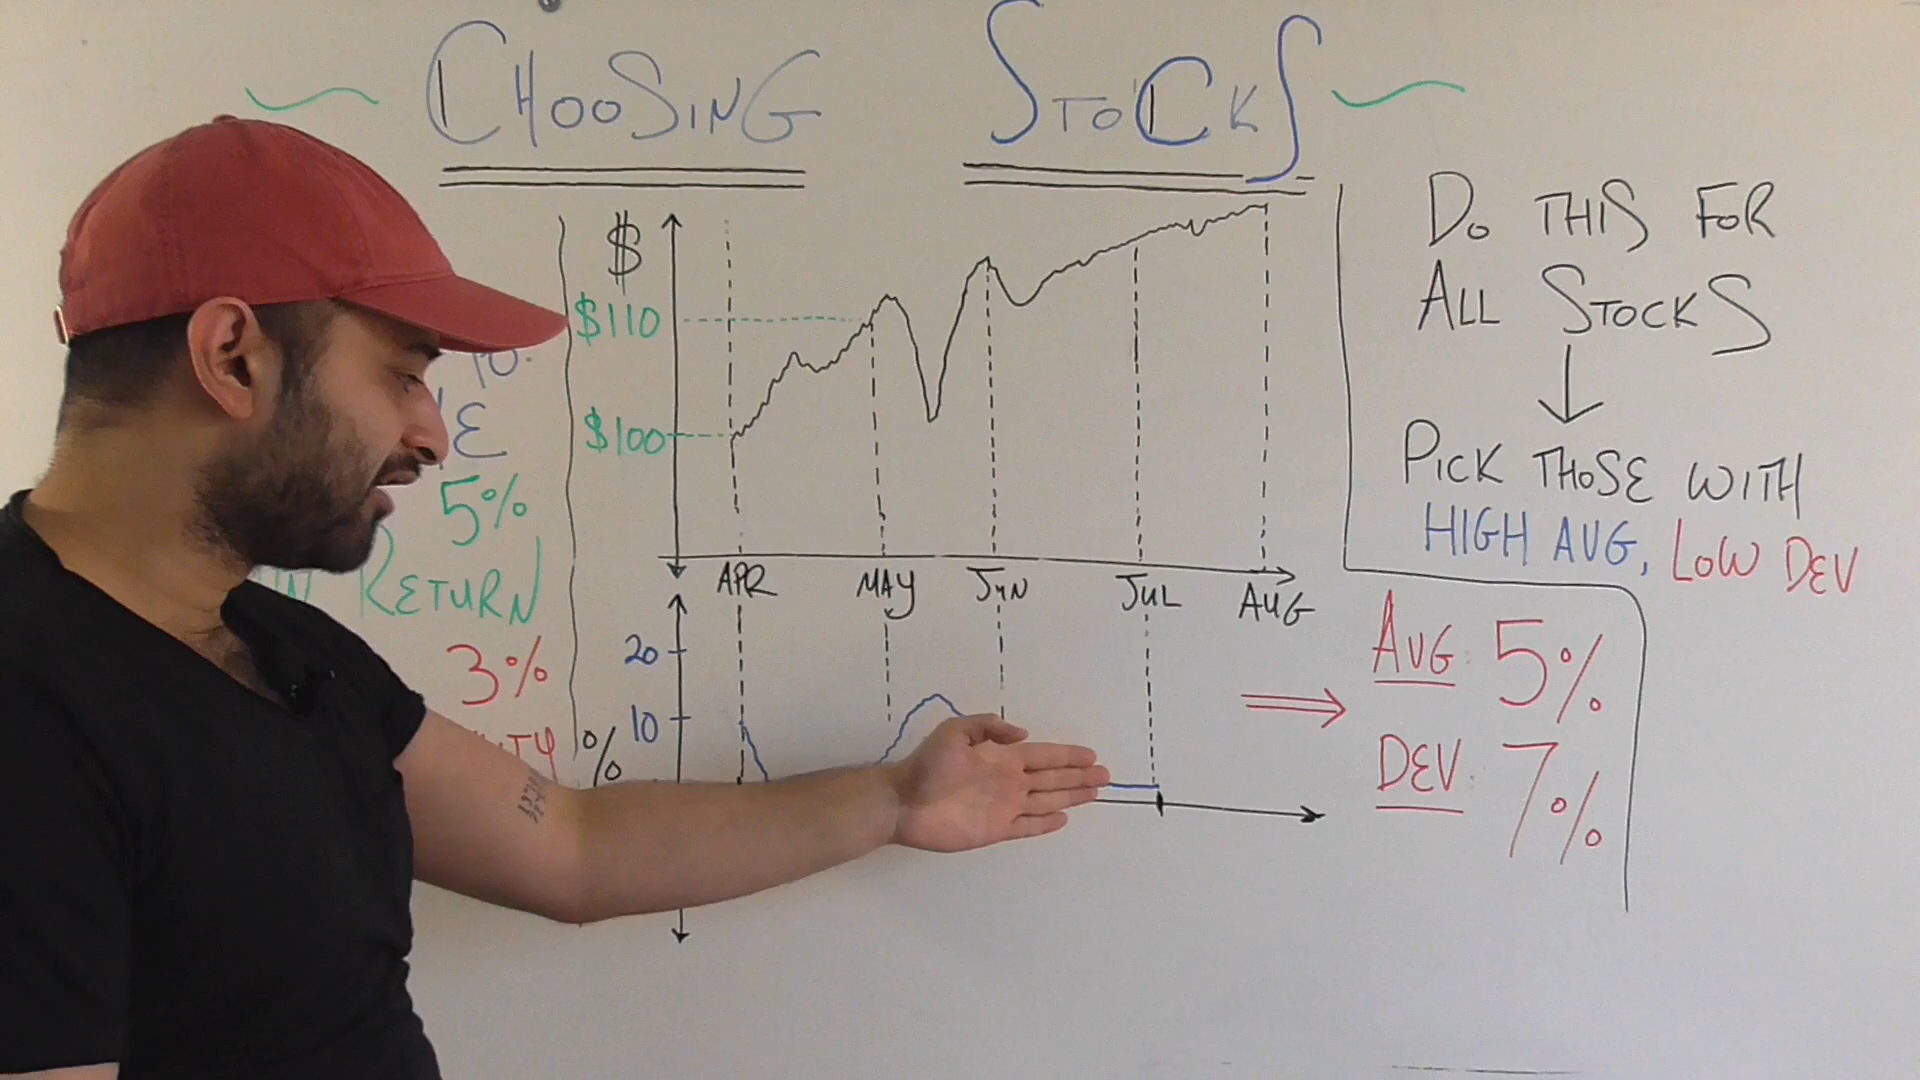 CHOOSING STOCKS
5%
RETURN
3%
$
$110
$100
APR MAY JUN JUL AUG
20
10
%
DO THIS FOR
ALL STOCKS
PICK THOSE WITH
HIGH AVG, LOW DEV
AVG: 5%
DEV: 7%